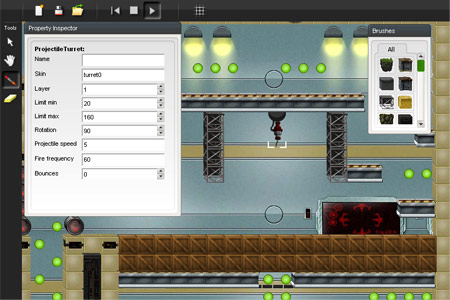 Tools
Property Inspector
ProjectileTurret:
Name
Skin turret0
Layer 1
Limit min 20
Limit max 160
Rotation 90
Projectile speed 5
Fire frequency 60
Bounces 0
Brushes
All